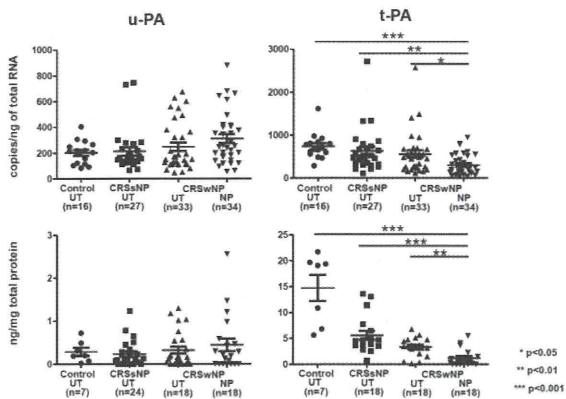 u-PA
t-PA
copies/ng of total RNA
1000
800
600
400
200
0
Control
UT
(n=16)
CRSsNP
UT
(n=27)
CRSwNP
UT
(n=33)
NP
(n=34)
3000
2000
1000
0
***
**
*
Control
UT
(n=16)
CRSsNP
UT
(n=27)
CRSwNP
UT
(n=33)
NP
(n=34)
ng/mg total protein
3
2
1
0
Control
UT
(n=7)
CRSsNP
UT
(n=24)
CRSwNP
UT
(n=18)
NP
(n=18)
25
20
15
10
5
0
***
***
**
Control
UT
(n=7)
CRSsNP
UT
(n=18)
CRSwNP
UT
(n=18)
NP
(n=18)
* p<0.05
** p<0.01
*** p<0.001